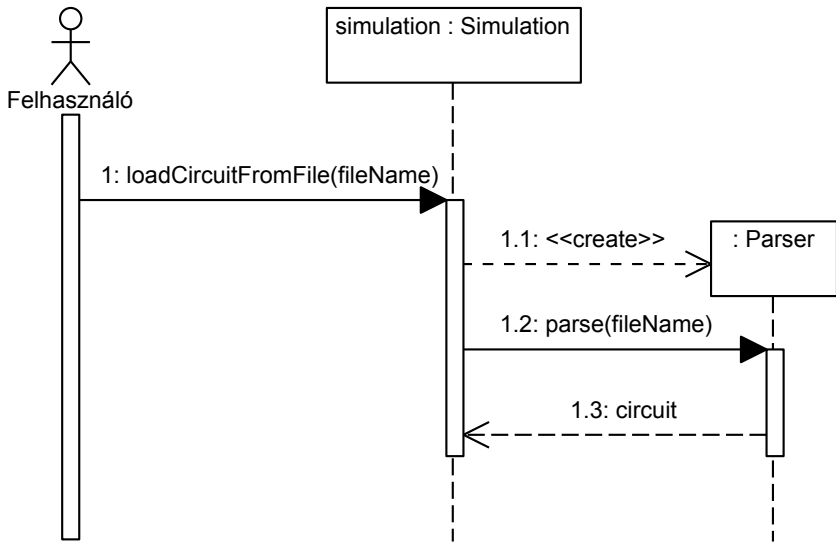 simulation : Simulation
Felhasználó
1: loadCircuitFromFile(fileName)
1.1: <<create>>
: Parser
1.2: parse(fileName)
1.3: circuit